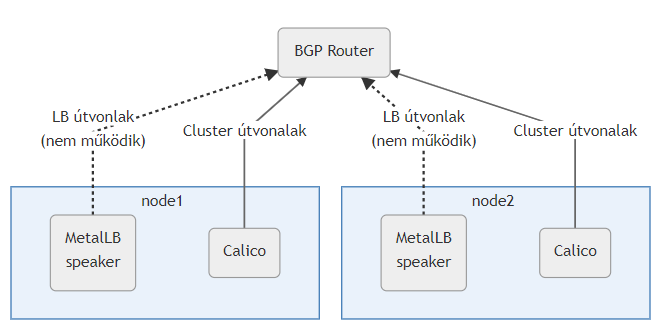 BGP Router
LB útvonlak
(nem működik)
Cluster útvonalak
LB útvonlak
(nem működik)
Cluster útvonalak
node1
node2
MetalLB
speaker
Calico
MetalLB
speaker
Calico